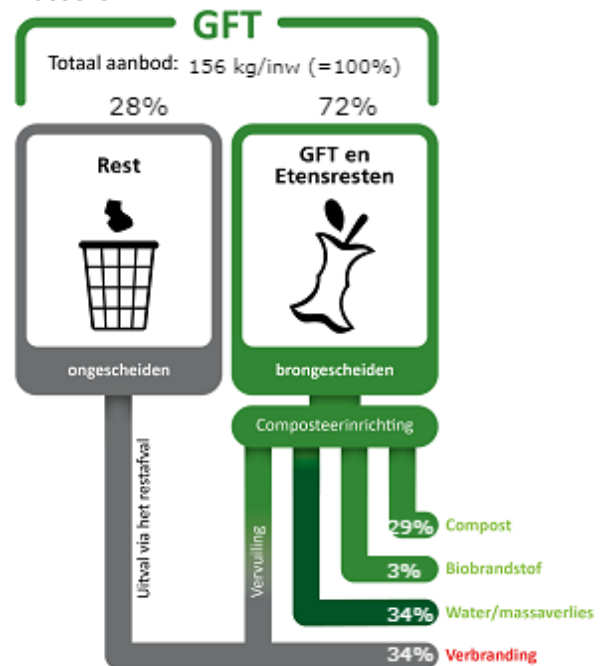 GFT
Totaal aanbod: 156 kg/inw (=100%)
28%
72%
Rest
GFT en
Etensresten
ongescheiden
brongescheiden
Composteerinrichting
Uitval via het restafval
Vervuiling
29% Compost
3% Biobrandstof
34% Water/massaverlies
34% Verbranding